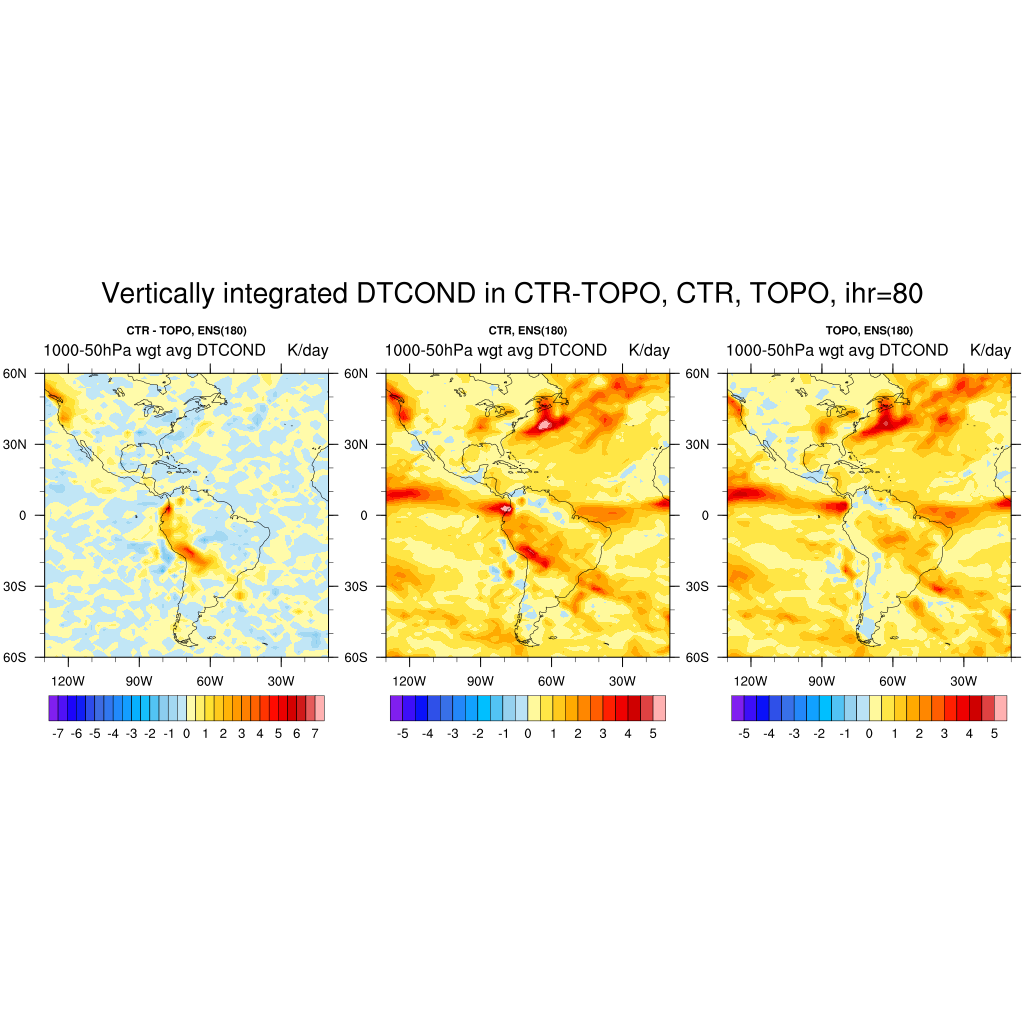 Vertically integrated DTCOND in CTR-TOPO, CTR, TOPO, ihr=80
CTR - TOPO, ENS(180)
1000-50hPa wgt avg DTCOND K/day
60N
30N
0
30S
60S
120W 90W 60W 30W
-7 -6 -5 -4 -3 -2 -1 0 1 2 3 4 5 6 7
CTR, ENS(180)
1000-50hPa wgt avg DTCOND K/day
60N
30N
0
30S
60S
120W 90W 60W 30W
-5 -4 -3 -2 -1 0 1 2 3 4 5
TOPO, ENS(180)
1000-50hPa wgt avg DTCOND K/day
60N
30N
0
30S
60S
120W 90W 60W 30W
-5 -4 -3 -2 -1 0 1 2 3 4 5